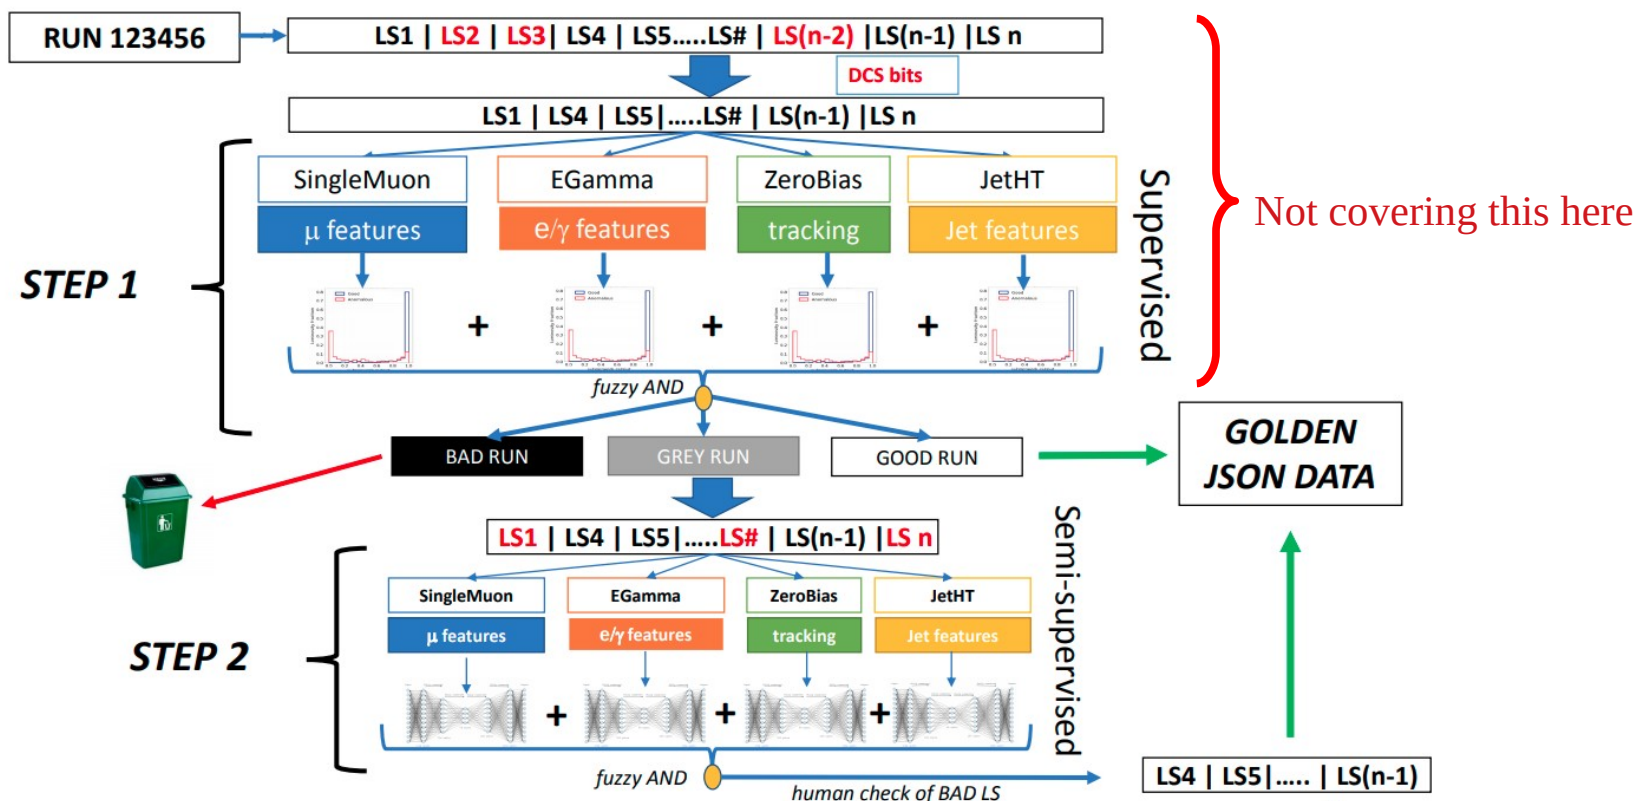 RUN 123456
LS1 | LS2 | LS3| LS4 | LS5.....LS# | LS(n-2) |LS(n-1) |LS n
DCS bits
LS1 | LS4 | LS5|.....LS# | LS(n-1) |LS n
SingleMuon
EGamma
ZeroBias
JetHT
μ features
e/γ features
tracking
Jet features
Supervised
Not covering this here
STEP 1
+
+
+
fuzzy AND
BAD RUN
GREY RUN
GOOD RUN
GOLDEN
JSON DATA
LS1 | LS4 | LS5|.....LS# | LS(n-1) |LS n
SingleMuon
EGamma
ZeroBias
JetHT
μ features
e/γ features
tracking
Jet features
Semi-supervised
STEP 2
+
+
+
fuzzy AND
human check of BAD LS
LS4 | LS5|..... | LS(n-1)